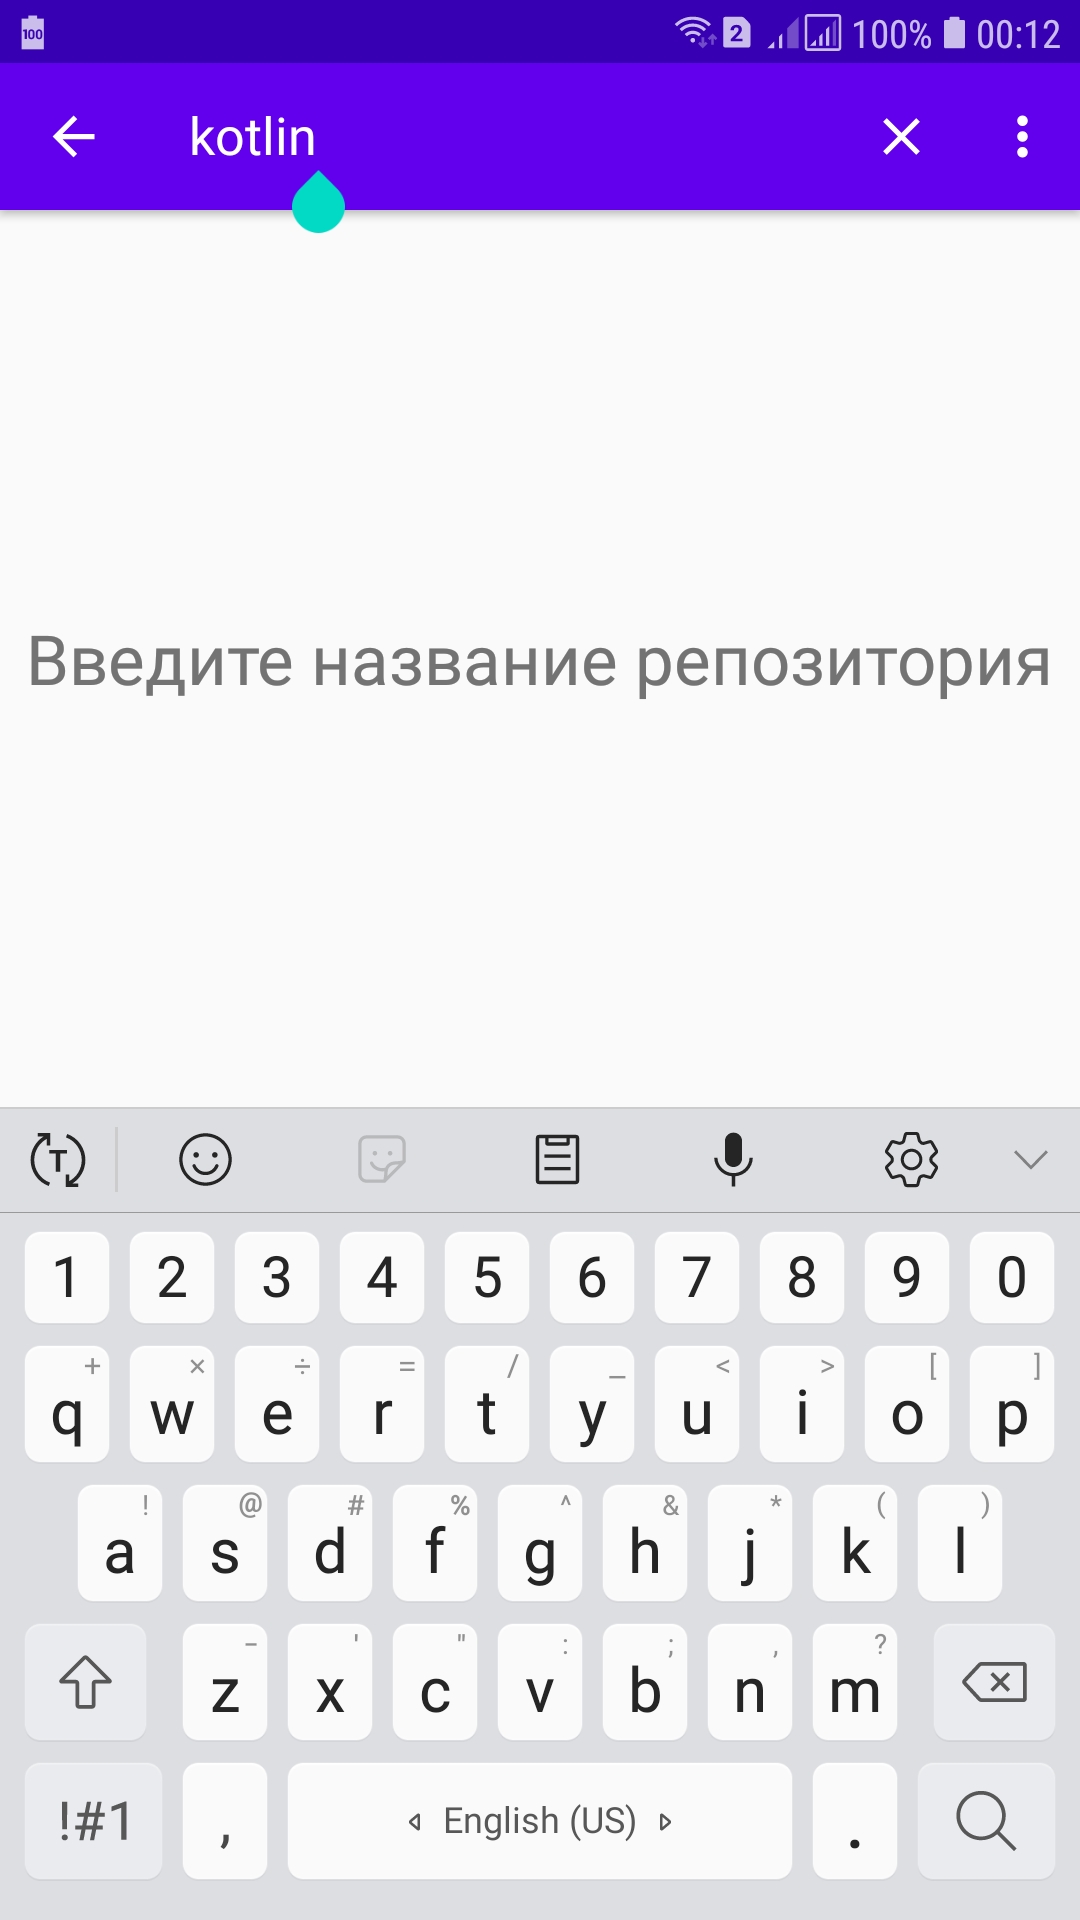 100 2 100% 00:12
kotlin
Введите название репозитория
T
1 2 3 4 5 6 7 8 9 0
+ × ÷ = / _ < > [ ]
q w e r t y u i o p
! @ # % ^ & * ( )
a s d f g h j k l
- ' " : ; , ?
z x c v b n m
!#1 , English (US) .